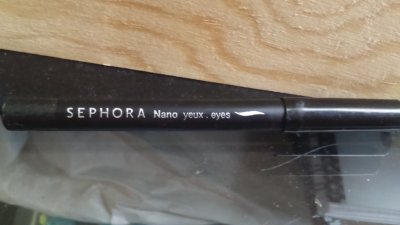 SEPHORA Nano yeux . eyes